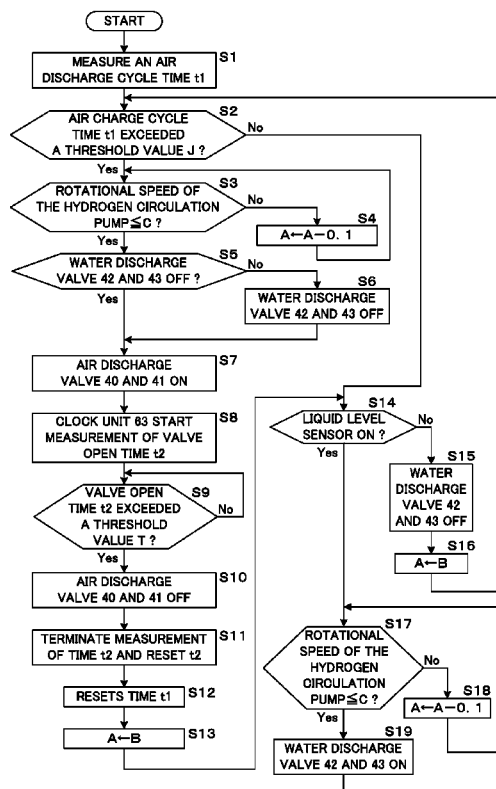 START
S1
MEASURE AN AIR
DISCHARGE CYCLE TIME t1
S2
AIR CHARGE CYCLE
TIME t1 EXCEEDED
A THRESHOLD VALUE J ?
No
Yes
S3
ROTATIONAL SPEED OF
THE HYDROGEN CIRCULATION
PUMP≦C ?
No
Yes
S4
A←A−0. 1
S5
WATER DISCHARGE
VALVE 42 AND 43 OFF ?
No
Yes
S6
WATER DISCHARGE
VALVE 42 AND 43 OFF
S7
AIR DISCHARGE
VALVE 40 AND 41 ON
S8
CLOCK UNIT 63 START
MEASUREMENT OF VALVE
OPEN TIME t2
S9
VALVE OPEN
TIME t2 EXCEEDED
A THRESHOLD
VALUE T ?
No
Yes
S10
AIR DISCHARGE
VALVE 40 AND 41 OFF
S11
TERMINATE MEASUREMENT
OF TIME t2 AND RESET t2
S12
RESETS TIME t1
S13
A←B
S14
LIQUID LEVEL
SENSOR ON ?
No
Yes
S15
WATER
DISCHARGE
VALVE 42
AND 43 OFF
S16
A←B
S17
ROTATIONAL
SPEED OF THE
HYDROGEN
CIRCULATION
PUMP≦C ?
No
Yes
S18
A←A−0. 1
S19
WATER DISCHARGE
VALVE 42 AND 43 ON